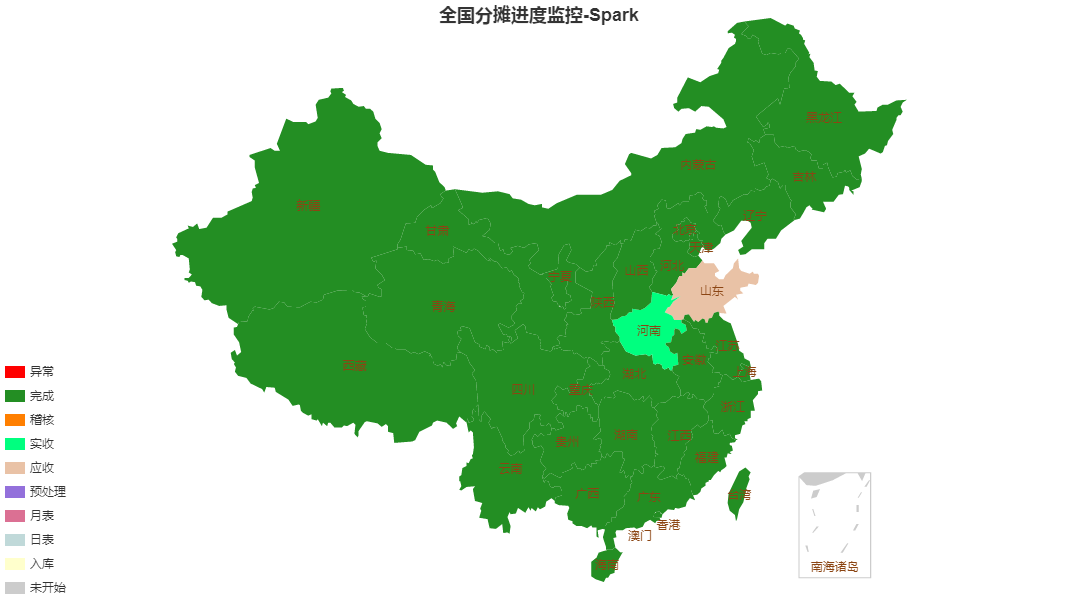 全国分摊进度监控-Spark
黑龙江
内蒙古
吉林
新疆
辽宁
甘肃
北京
天津
河北
山西
宁夏
山东
陕西
青海
河南
江苏
安徽
西藏
上海
湖北
四川
重庆
浙江
湖南
江西
贵州
福建
云南
广西
台湾
广东
香港
澳门
海南
南海诸岛
异常
完成
稽核
实收
应收
预处理
月表
日表
入库
未开始